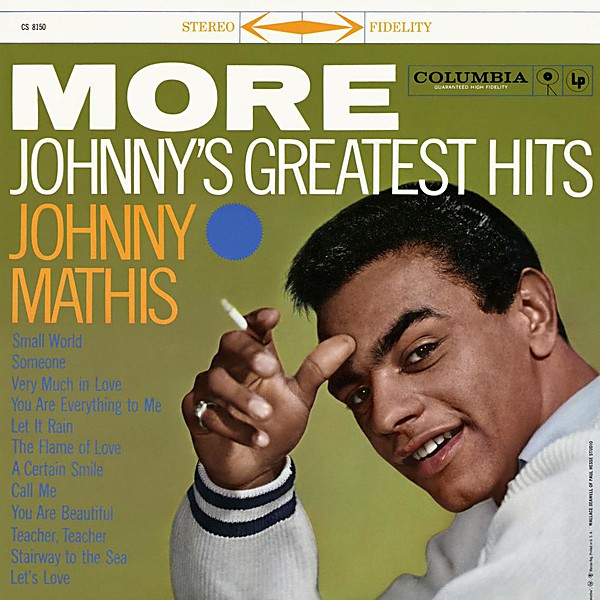 CS 8150
STEREO FIDELITY
MORE
COLUMBIA
GUARANTEED HIGH FIDELITY
Lp
JOHNNY'S GREATEST HITS
JOHNNY
MATHIS
Small World
Someone
Very Much in Love
You Are Everything to Me
Let It Rain
The Flame of Love
A Certain Smile
Call Me
You Are Beautiful
Teacher, Teacher
Stairway to the Sea
Let's Love
WALLACE SEAWELL OF PAUL HESSE STUDIO